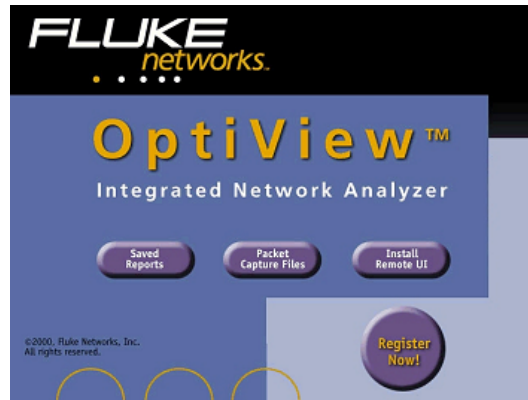 FLUKE
networks.
OptiView™
Integrated Network Analyzer
Saved
Reports
Packet
Capture Files
Install
Remote UI
©2000, Fluke Networks, Inc.
All rights reserved.
Register
Now!